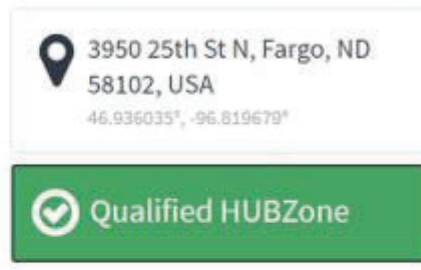 3950 25th St N, Fargo, ND
58102, USA
46.936035°, -96.819679°
Qualified HUBZone